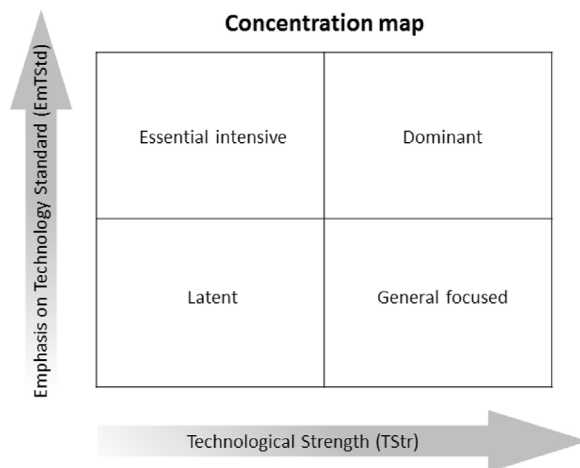 Concentration map
Emphasis on Technology Standard (EmTStd)
Essential intensive
Dominant
Latent
General focused
Technological Strength (TStr)